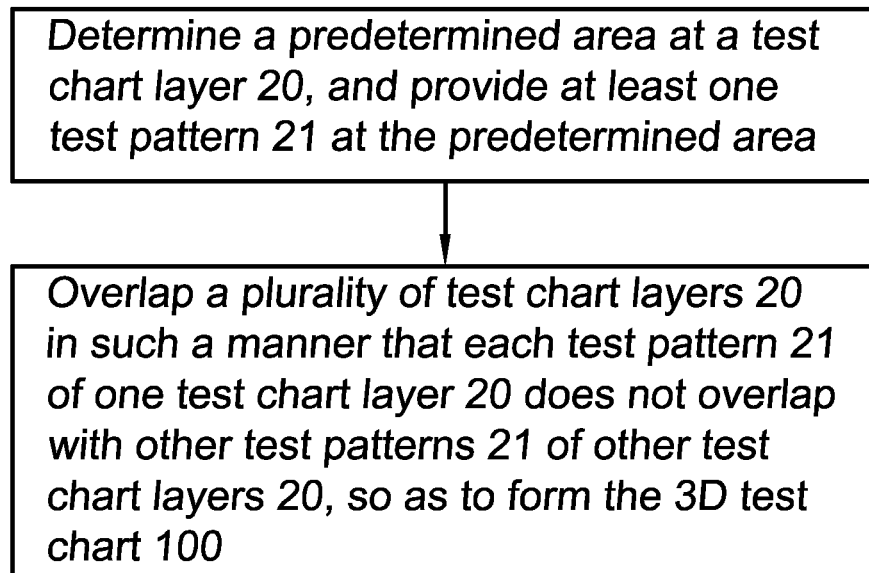 Determine a predetermined area at a test
chart layer 20, and provide at least one
test pattern 21 at the predetermined area
Overlap a plurality of test chart layers 20
in such a manner that each test pattern 21
of one test chart layer 20 does not overlap
with other test patterns 21 of other test
chart layers 20, so as to form the 3D test
chart 100